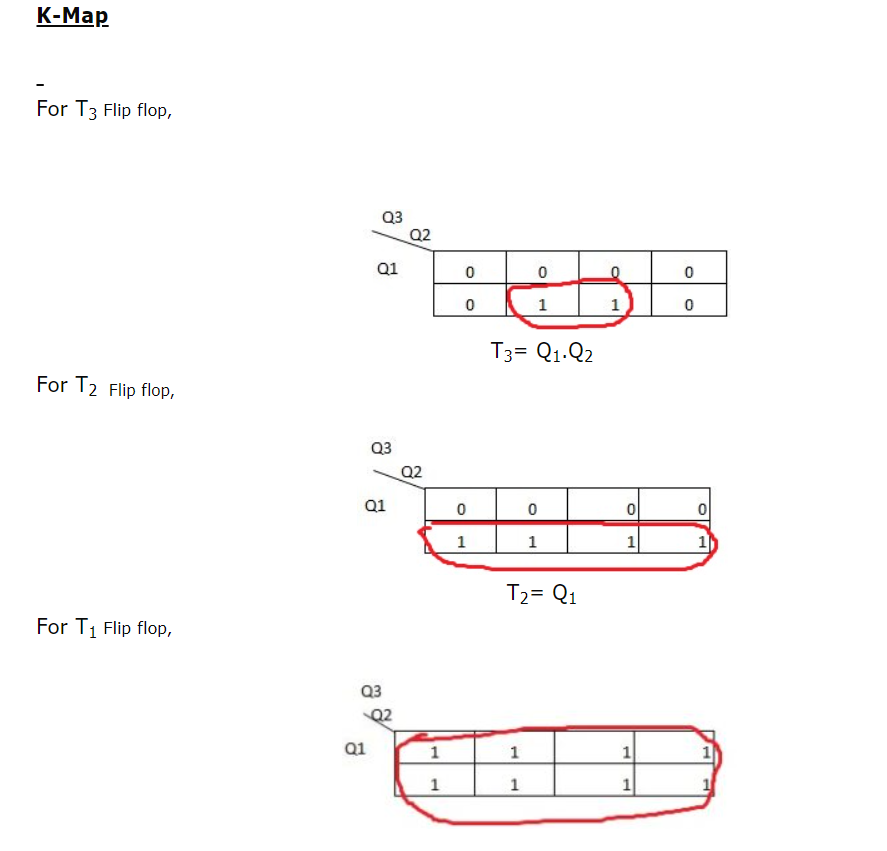 K-Map
-
For T3 Flip flop,
Q3
Q2
Q1 0 0 0 0
0 1 1 0
T3= Q1.Q2
For T2 Flip flop,
Q3
Q2
Q1 0 0 0 0
1 1 1 1
T2= Q1
For T1 Flip flop,
Q3
Q2
Q1 1 1 1 1
1 1 1 1